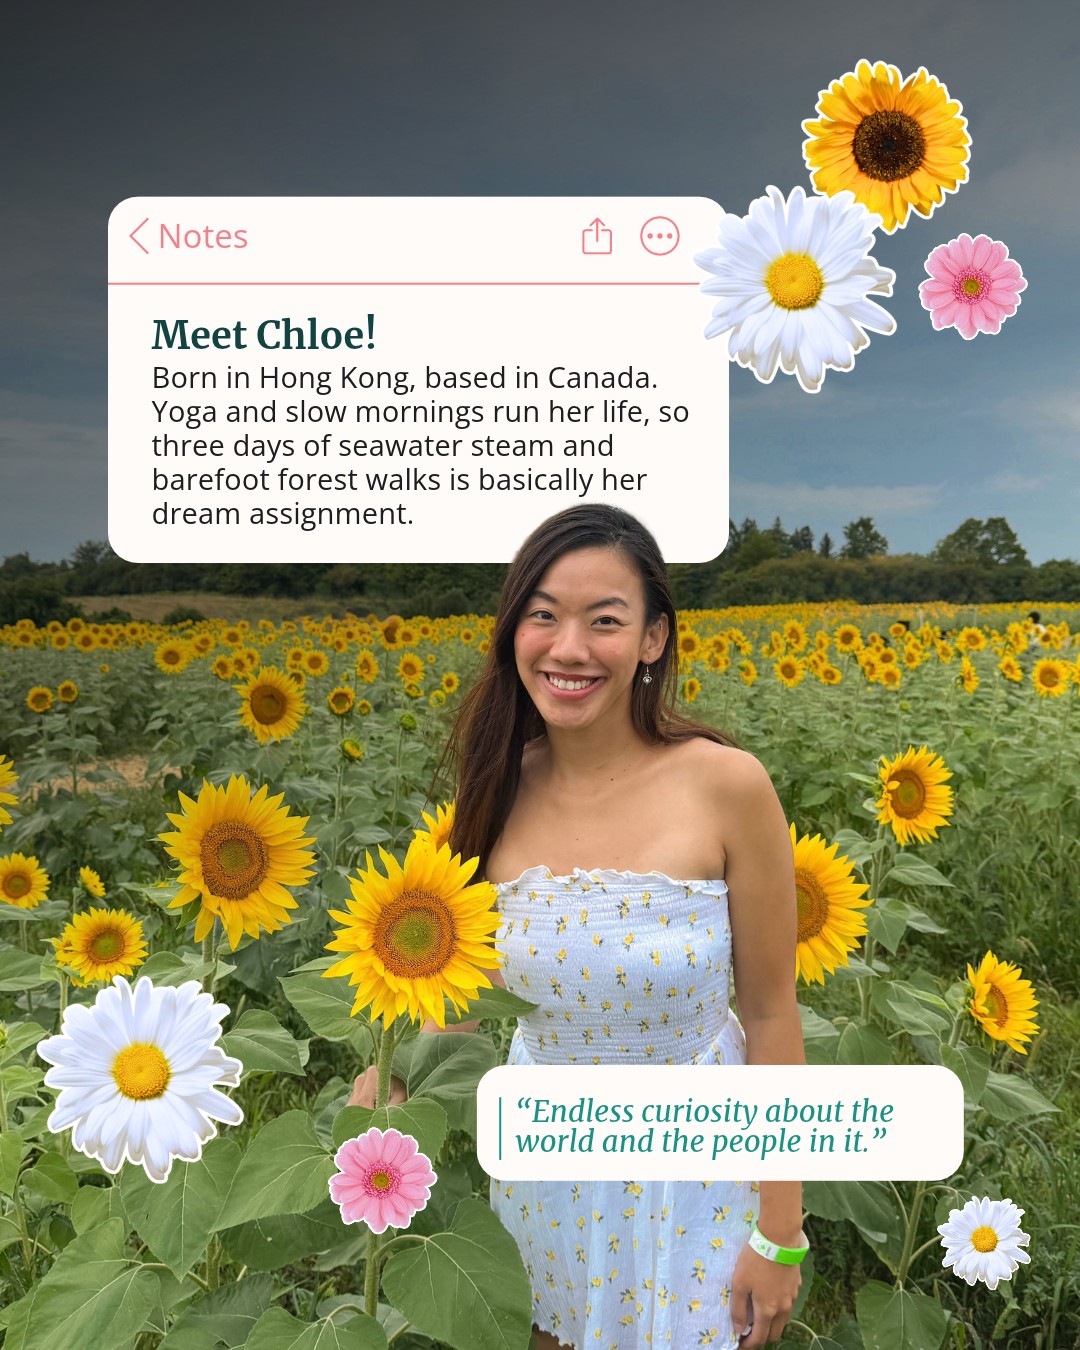 Notes
Meet Chloe!
Born in Hong Kong, based in Canada.
Yoga and slow mornings run her life, so
three days of seawater steam and
barefoot forest walks is basically her
dream assignment.
“Endless curiosity about the
world and the people in it.”